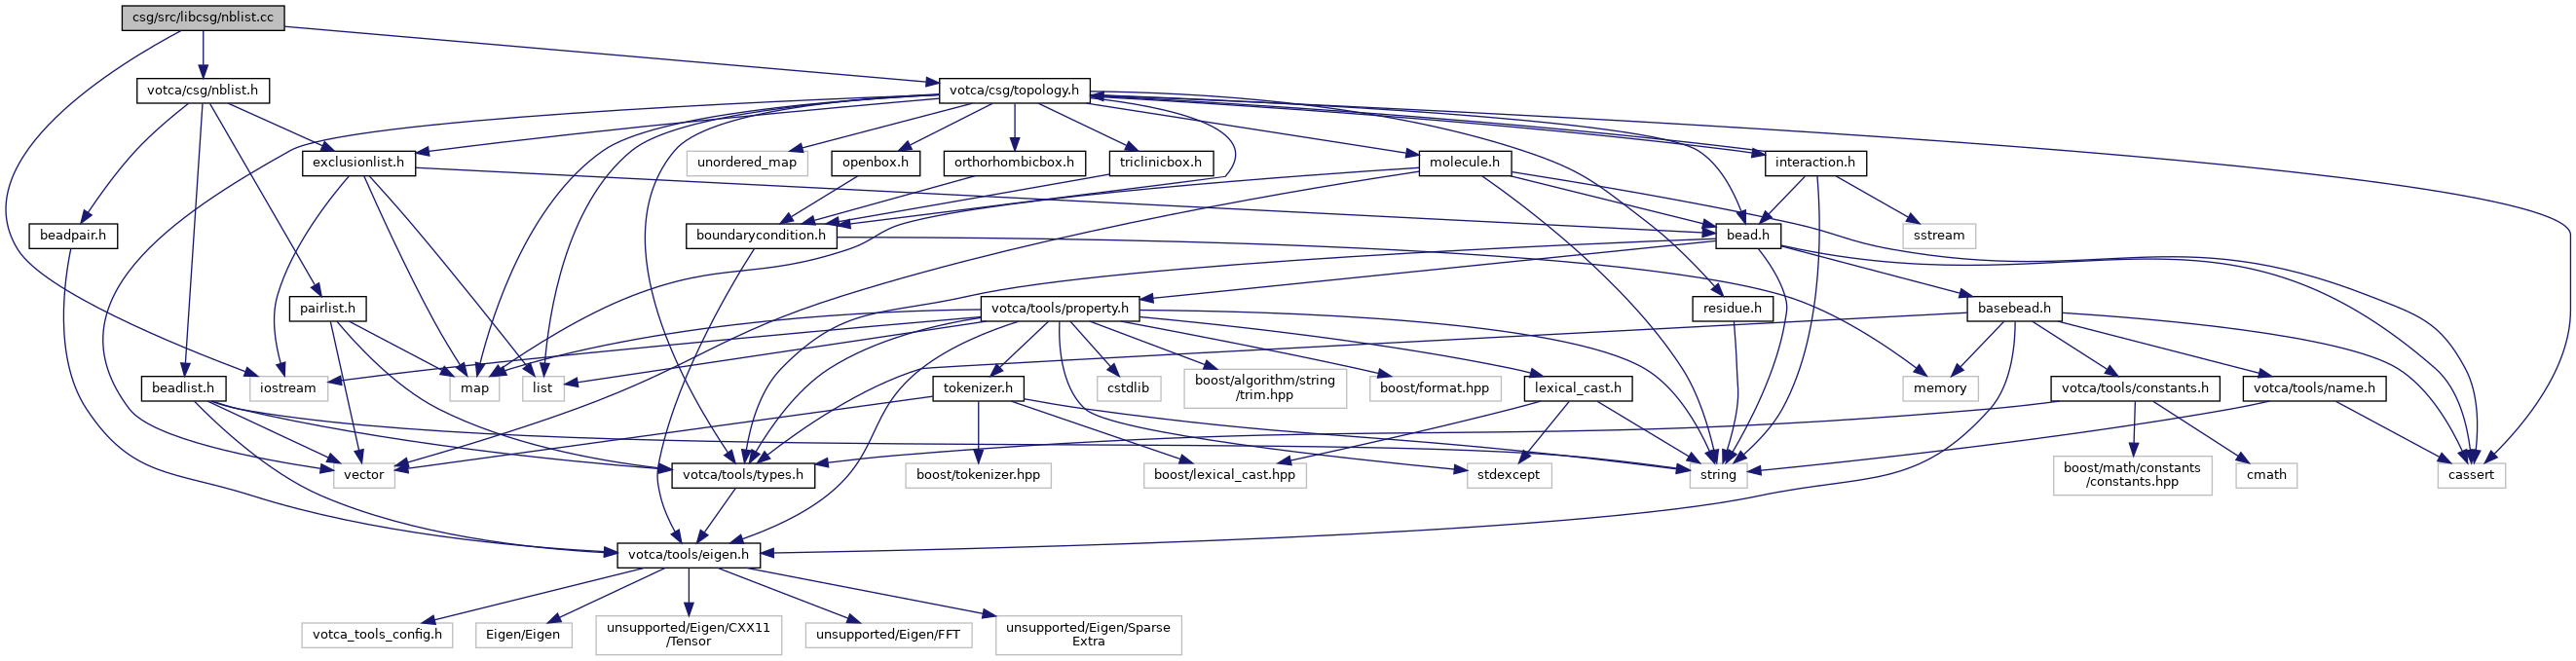 csg/src/libcsg/nblist.cc
votca/csg/nblist.h
votca/csg/topology.h
exclusionlist.h
unordered_map
openbox.h
orthorhombicbox.h
triclinicbox.h
molecule.h
interaction.h
beadpair.h
boundarycondition.h
bead.h
sstream
pairlist.h
votca/tools/property.h
residue.h
basebead.h
beadlist.h
iostream
map
list
tokenizer.h
cstdlib
boost/algorithm/string
/trim.hpp
boost/format.hpp
lexical_cast.h
memory
votca/tools/constants.h
votca/tools/name.h
vector
votca/tools/types.h
boost/tokenizer.hpp
boost/lexical_cast.hpp
stdexcept
string
boost/math/constants
/constants.hpp
cmath
cassert
votca/tools/eigen.h
votca_tools_config.h
Eigen/Eigen
unsupported/Eigen/CXX11
/Tensor
unsupported/Eigen/FFT
unsupported/Eigen/Sparse
Extra